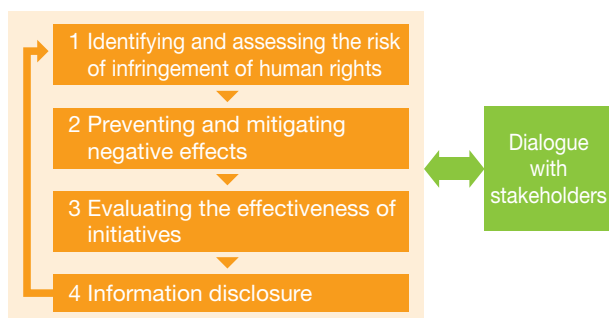 1 Identifying and assessing the risk
of infringement of human rights
2 Preventing and mitigating
negative effects
3 Evaluating the effectiveness of
initiatives
4 Information disclosure
Dialogue
with
stakeholders